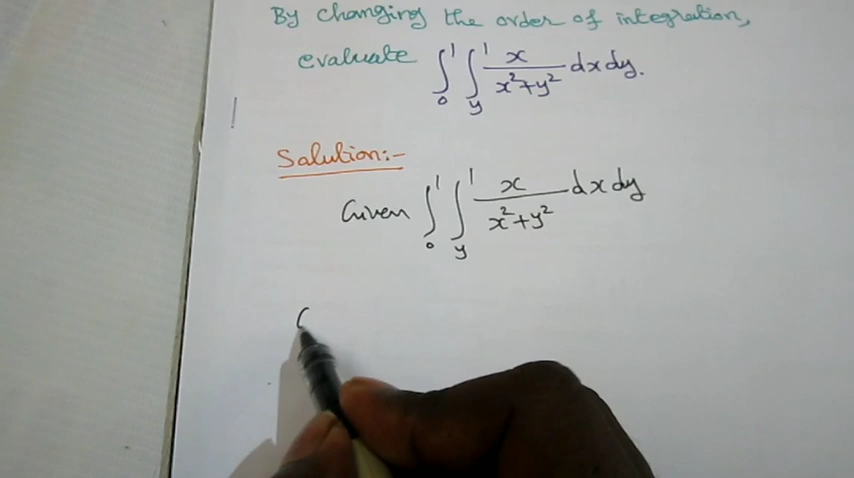 By changing the order of integration,
evaluate ∫₀¹ ∫ᵧ¹ x/(x²+y²) dx dy.
Salution:-
Given ∫₀¹ ∫ᵧ¹ x/(x²+y²) dx dy